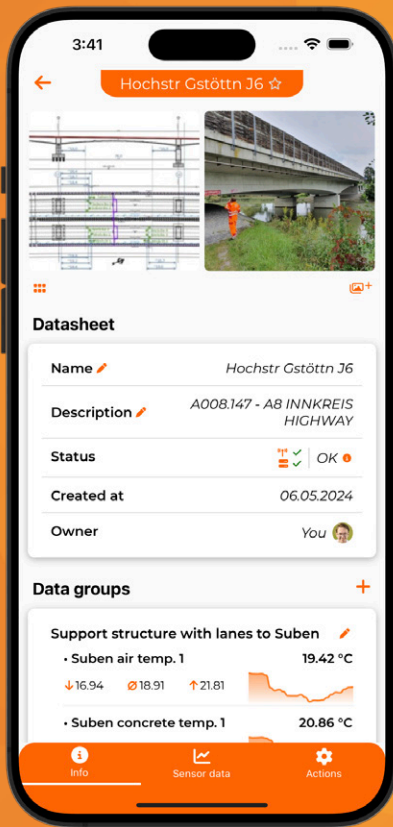 3:41
Hochstr Gstöttn J6 ☆
Datasheet
Name Hochstr Gstöttn J6
Description A008.147 - A8 INNKREIS
HIGHWAY
Status OK
Created at 06.05.2024
Owner You
Data groups +
Support structure with lanes to Suben
• Suben air temp. 1 19.42 °C
↓ 16.94 Ø 18.91 ↑ 21.81
• Suben concrete temp. 1 20.86 °C
Info Sensor data Actions